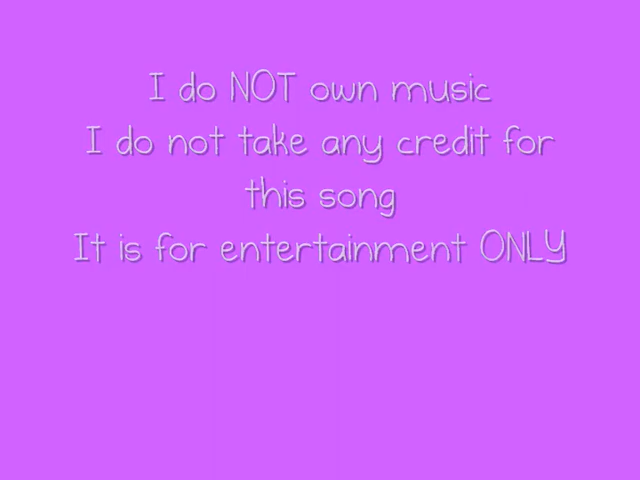 I do NOT own music
I do not take any credit for
this song
It is for entertainment ONLY